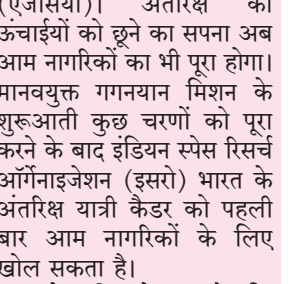 (एजेंसियां)। अंतरिक्ष की
ऊंचाईयों को छूने का सपना अब
आम नागरिकों का भी पूरा होगा।
मानवयुक्त गगनयान मिशन के
शुरूआती कुछ चरणों को पूरा
करने के बाद इंडियन स्पेस रिसर्च
ऑर्गेनाइजेशन (इसरो) भारत के
अंतरिक्ष यात्री कैडर को पहली
बार आम नागरिकों के लिए
खोल सकता है।